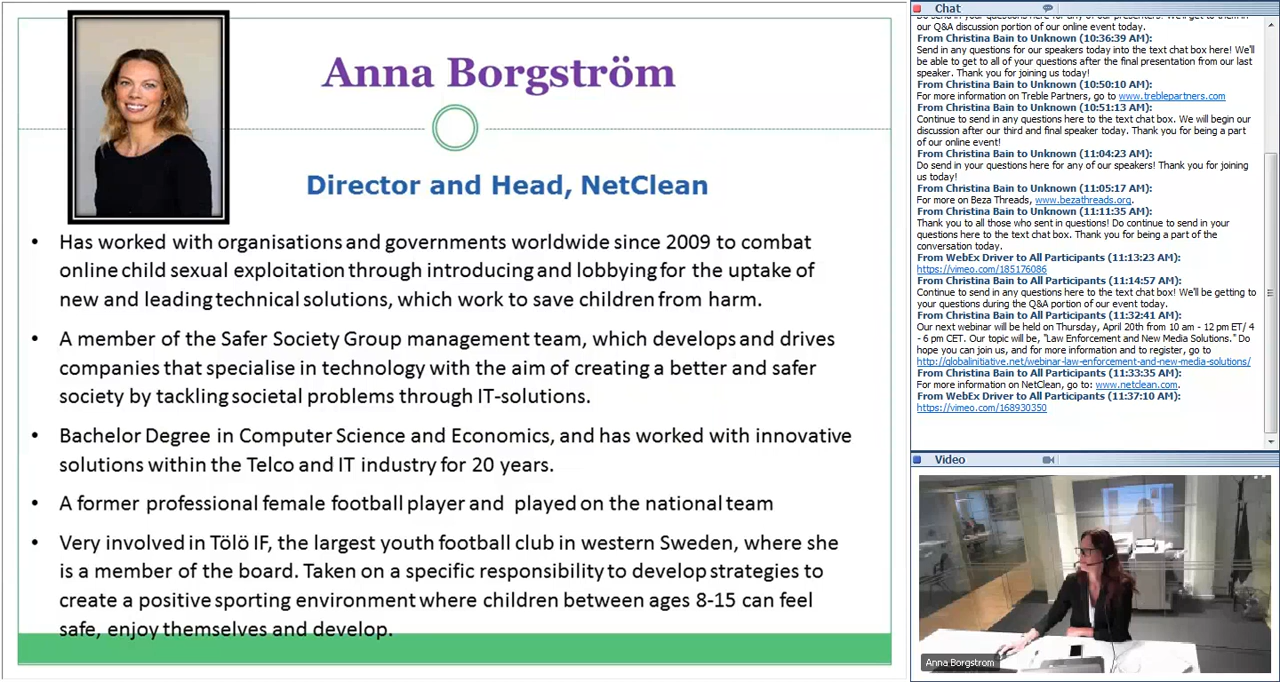 Anna Borgström
Director and Head, NetClean
• Has worked with organisations and governments worldwide since 2009 to combat
online child sexual exploitation through introducing and lobbying for the uptake of
new and leading technical solutions, which work to save children from harm.
• A member of the Safer Society Group management team, which develops and drives
companies that specialise in technology with the aim of creating a better and safer
society by tackling societal problems through IT-solutions.
• Bachelor Degree in Computer Science and Economics, and has worked with innovative
solutions within the Telco and IT industry for 20 years.
• A former professional female football player and played on the national team
• Very involved in Tölö IF, the largest youth football club in western Sweden, where she
is a member of the board. Taken on a specific responsibility to develop strategies to
create a positive sporting environment where children between ages 8-15 can feel
safe, enjoy themselves and develop.
Chat
Do send in your questions here for any of our presenters! We'll get to them in
our Q&A discussion portion of our online event today.
From Christina Bain to Unknown (10:36:39 AM):
Send in any questions for our speakers today into the text chat box here! We'll
be able to get to all of your questions after the final presentation from our last
speaker. Thank you for joining us today!
From Christina Bain to Unknown (10:50:10 AM):
For more information on Treble Partners, go to www.treblepartners.com
From Christina Bain to Unknown (10:51:13 AM):
Continue to send in any questions here to the text chat box. We will begin our
discussion after our third and final speaker today. Thank you for being a part
of our online event!
From Christina Bain to Unknown (11:04:23 AM):
Do send in your questions here for any of our speakers! Thank you for joining
us today!
From Christina Bain to Unknown (11:05:17 AM):
For more on Beza Threads, www.bezathreads.org.
From Christina Bain to Unknown (11:11:35 AM):
Thank you to all those who sent in questions! Do continue to send in your
questions here to the text chat box. Thank you for being a part of the
conversation today.
From WebEx Driver to All Participants (11:13:23 AM):
https://vimeo.com/185176086
From Christina Bain to All Participants (11:14:57 AM):
Continue to send in any questions here to the text chat box! We'll be getting to
your questions during the Q&A portion of our event today.
From Christina Bain to All Participants (11:32:41 AM):
Our next webinar will be held on Thursday, April 20th from 10 am - 12 pm ET/ 4
- 6 pm CET. Our topic will be, "Law Enforcement and New Media Solutions." Do
hope you can join us, and for more information and to register, go to
http://globalinitiative.net/webinar-law-enforcement-and-new-media-solutions/
From Christina Bain to All Participants (11:33:35 AM):
For more information on NetClean, go to: www.netclean.com.
From WebEx Driver to All Participants (11:37:10 AM):
https://vimeo.com/168930350
Video
Anna Borgstrom